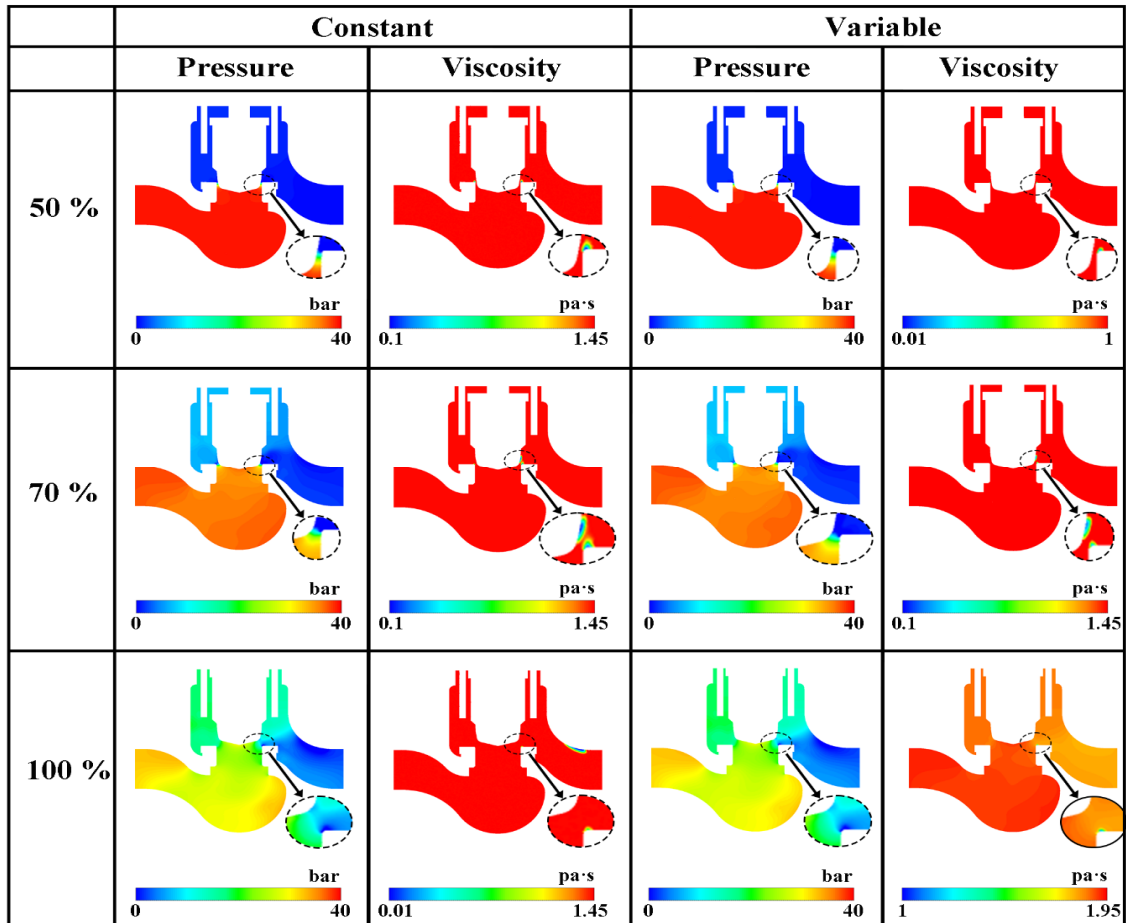 Constant Variable
Pressure Viscosity Pressure Viscosity
50 %
bar pa·s bar pa·s
0 40 0.1 1.45 0 40 0.01 1
70 %
bar pa·s bar pa·s
0 40 0.1 1.45 0 40 0.1 1.45
100 %
bar pa·s bar pa·s
0 40 0.01 1.45 0 40 1 1.95